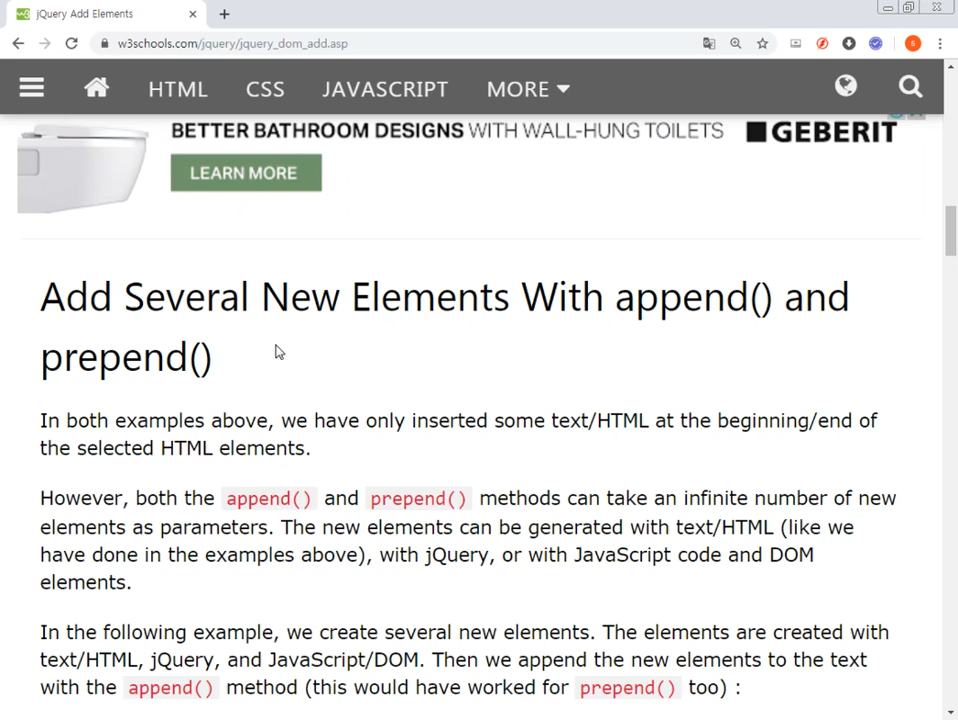 jQuery Add Elements
w3schools.com/jquery/jquery_dom_add.asp
S
HTML CSS JAVASCRIPT MORE
BETTER BATHROOM DESIGNS WITH WALL-HUNG TOILETS
GEBERIT
LEARN MORE
Add Several New Elements With append() and
prepend()
In both examples above, we have only inserted some text/HTML at the beginning/end of
the selected HTML elements.
However, both the append() and prepend() methods can take an infinite number of new
elements as parameters. The new elements can be generated with text/HTML (like we
have done in the examples above), with jQuery, or with JavaScript code and DOM
elements.
In the following example, we create several new elements. The elements are created with
text/HTML, jQuery, and JavaScript/DOM. Then we append the new elements to the text
with the append() method (this would have worked for prepend() too) :